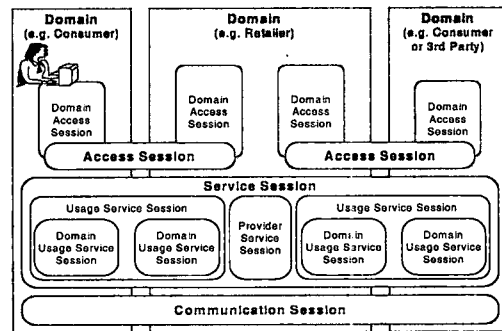 Domain
(e.g. Consumer)
Domain
(e.g. Retailer)
Domain
(e.g. Consumer
or 3rd Party)
Domain
Access
Session
Domain
Access
Session
Domain
Access
Session
Domain
Access
Session
Access Session
Access Session
Service Session
Usage Service Session
Domain
Usage Service
Session
Domain
Usage Service
Session
Provider
Service
Session
Usage Service Session
Domain
Usage Service
Session
Domain
Usage Service
Session
Communication Session